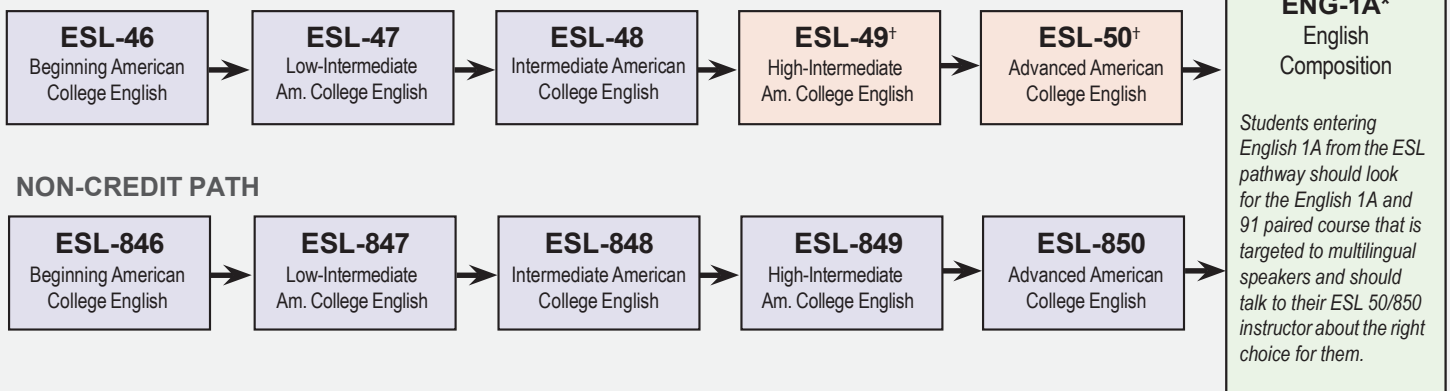 ESL-46
Beginning American
College English
ESL-47
Low-Intermediate
Am. College English
ESL-48
Intermediate American
College English
ESL-49†
High-Intermediate
Am. College English
ESL-50†
Advanced American
College English
NON-CREDIT PATH
ESL-846
Beginning American
College English
ESL-847
Low-Intermediate
Am. College English
ESL-848
Intermediate American
College English
ESL-849
High-Intermediate
Am. College English
ESL-850
Advanced American
College English
ENG-1A*
English
Composition
Students entering
English 1A from the ESL
pathway should look
for the English 1A and
91 paired course that is
targeted to multilingual
speakers and should
talk to their ESL 50/850
instructor about the right
choice for them.